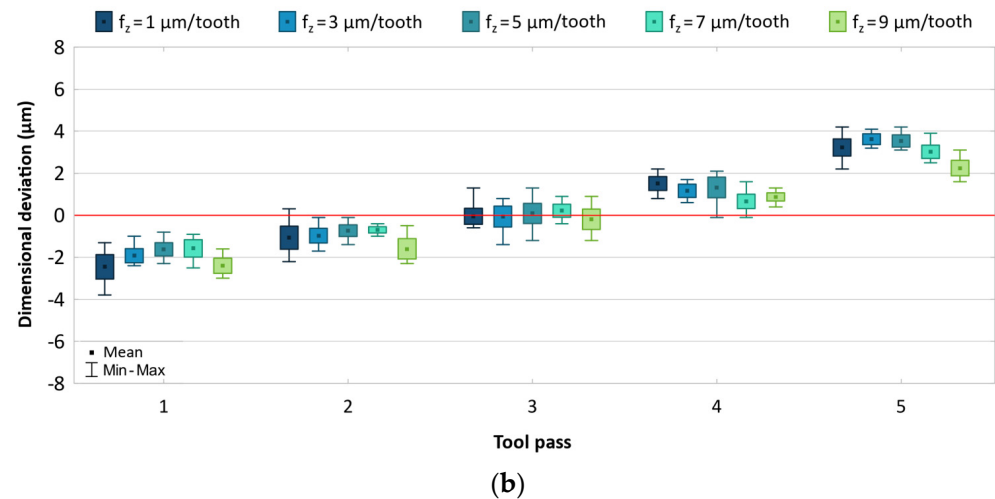 f_z=1 µm/tooth f_z=3 µm/tooth f_z=5 µm/tooth f_z=7 µm/tooth f_z=9 µm/tooth
8
6
4
2
0
-2
-4
-6
-8
Dimensional deviation (µm)
Mean
Min-Max
1 2 3 4 5
Tool pass
(b)